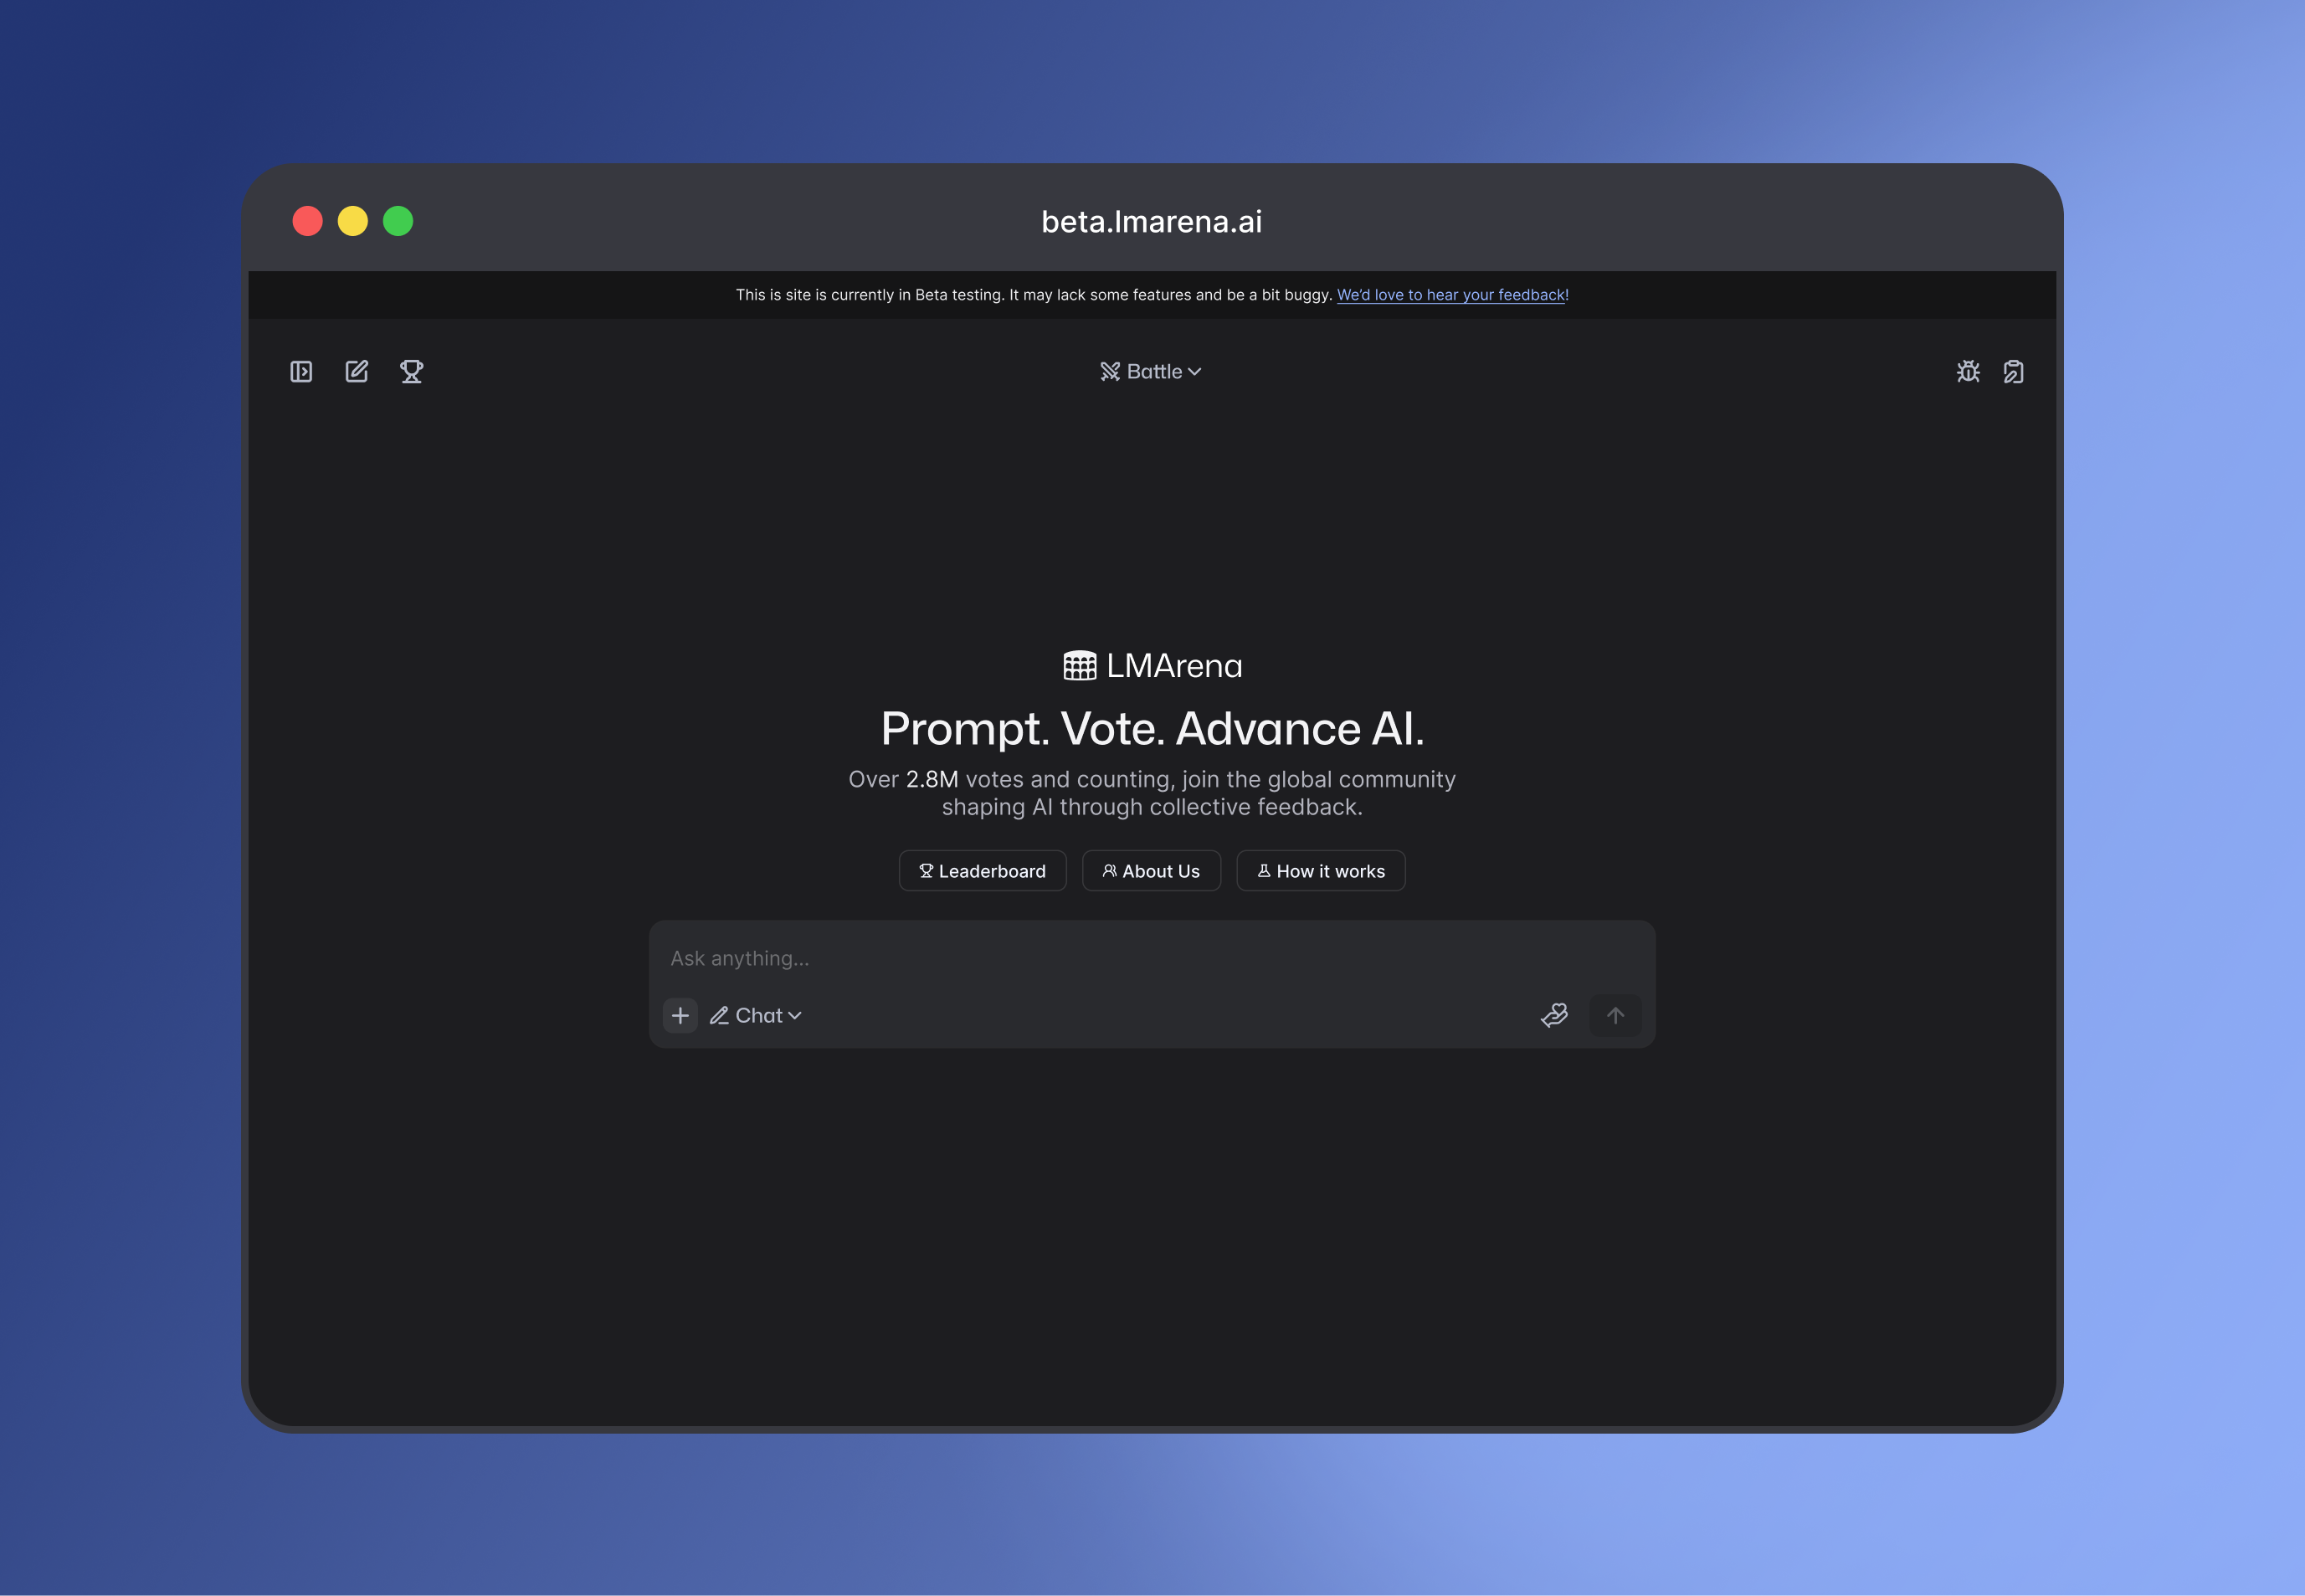 beta.lmarena.ai
This is site is currently in Beta testing. It may lack some features and be a bit buggy. We'd love to hear your feedback!
Battle
LMArena
Prompt. Vote. Advance AI.
Over 2.8M votes and counting, join the global community
shaping AI through collective feedback.
Leaderboard About Us How it works
Ask anything...
Chat